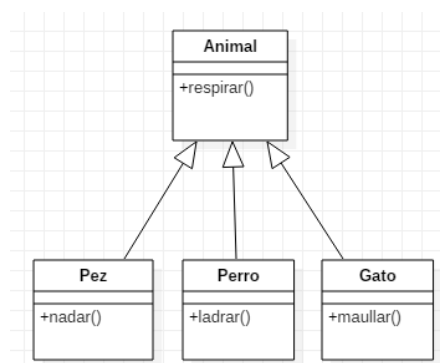 Animal
+respirar()
Pez
+nadar()
Perro
+ladrar()
Gato
+maullar()